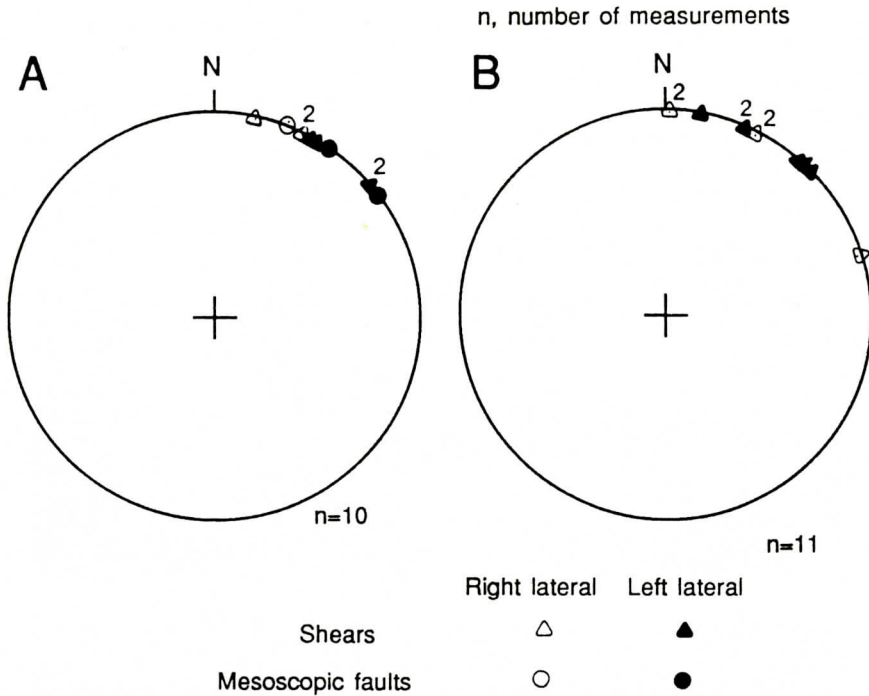 n, number of measurements
A
N
2
2
n=10
B
N
2
2
2
n=11
Right lateral Left lateral
Shears
Mesoscopic faults